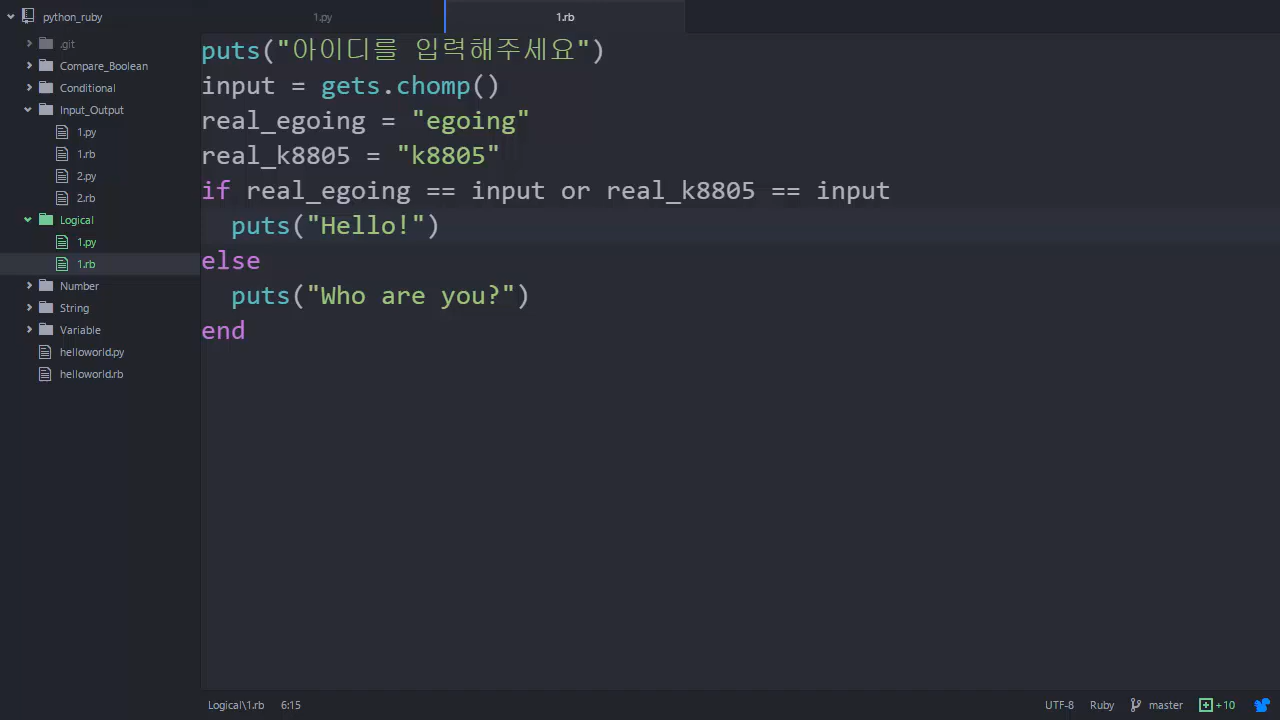 python_ruby
.git
Compare_Boolean
Conditional
Input_Output
1.py
1.rb
2.py
2.rb
Logical
1.py
1.rb
Number
String
Variable
helloworld.py
helloworld.rb
1.py
1.rb
puts("아이디를 입력해주세요")
input = gets.chomp()
real_egoing = "egoing"
real_k8805 = "k8805"
if real_egoing == input or real_k8805 == input
  puts("Hello!")
else
  puts("Who are you?")
end
Logical\1.rb 6:15
UTF-8 Ruby master +10